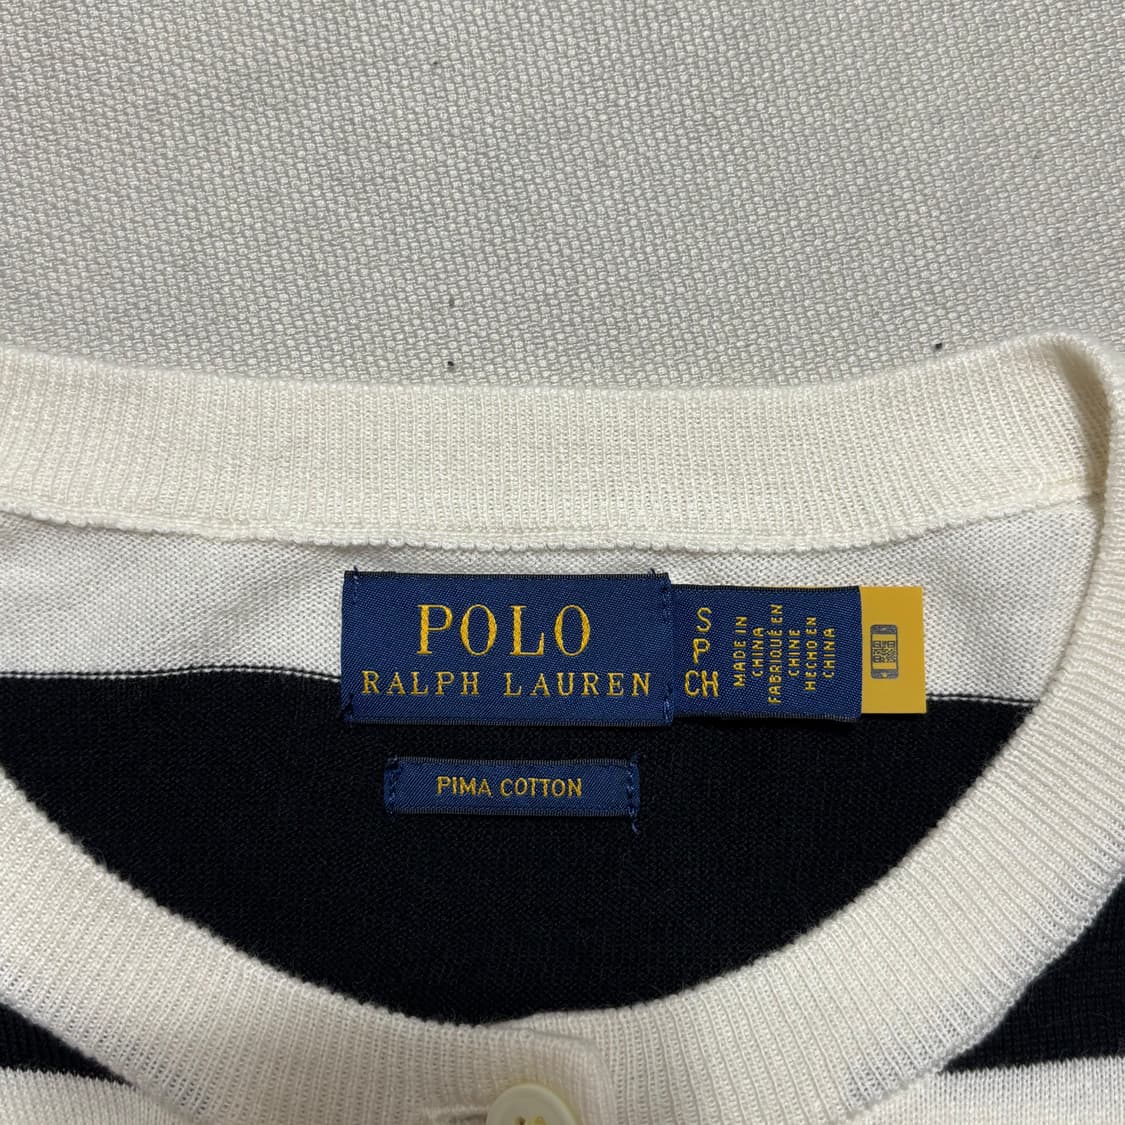 POLO
RALPH LAUREN
S
P
CH
MADE IN
CHINA
FABRIQUÉ EN
CHINE
HECHO EN
CHINA
PIMA COTTON